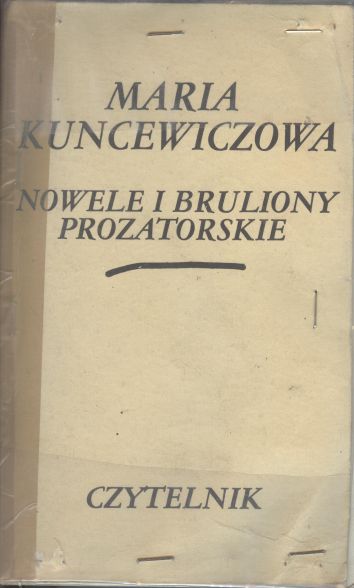 MARIA
KUNCEWICZOWA
NOWELE I BRULIONY
PROZATORSKIE
CZYTELNIK